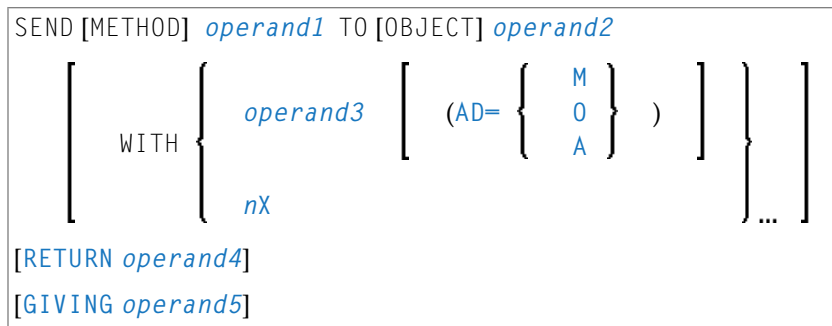 SEND [METHOD] operand1 TO [OBJECT] operand2
M
operand3 (AD= O )
WITH A
nX ...
[RETURN operand4]
[GIVING operand5]